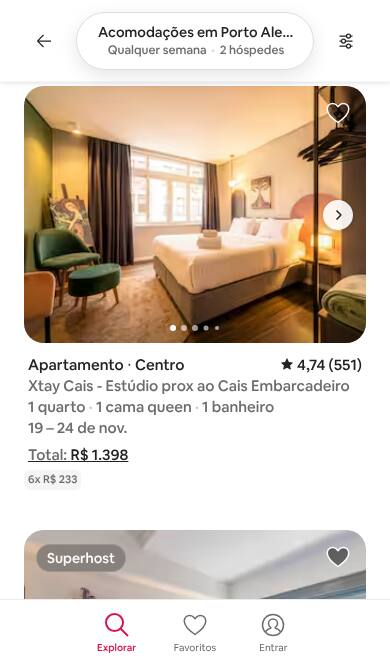 Acomodações em Porto Ale...
Qualquer semana · 2 hóspedes
Apartamento · Centro
★ 4,74 (551)
Xtay Cais - Estúdio prox ao Cais Embarcadeiro
1 quarto · 1 cama queen · 1 banheiro
19 – 24 de nov.
Total: R$ 1.398
6x R$ 233
Superhost
Explorar
Favoritos
Entrar